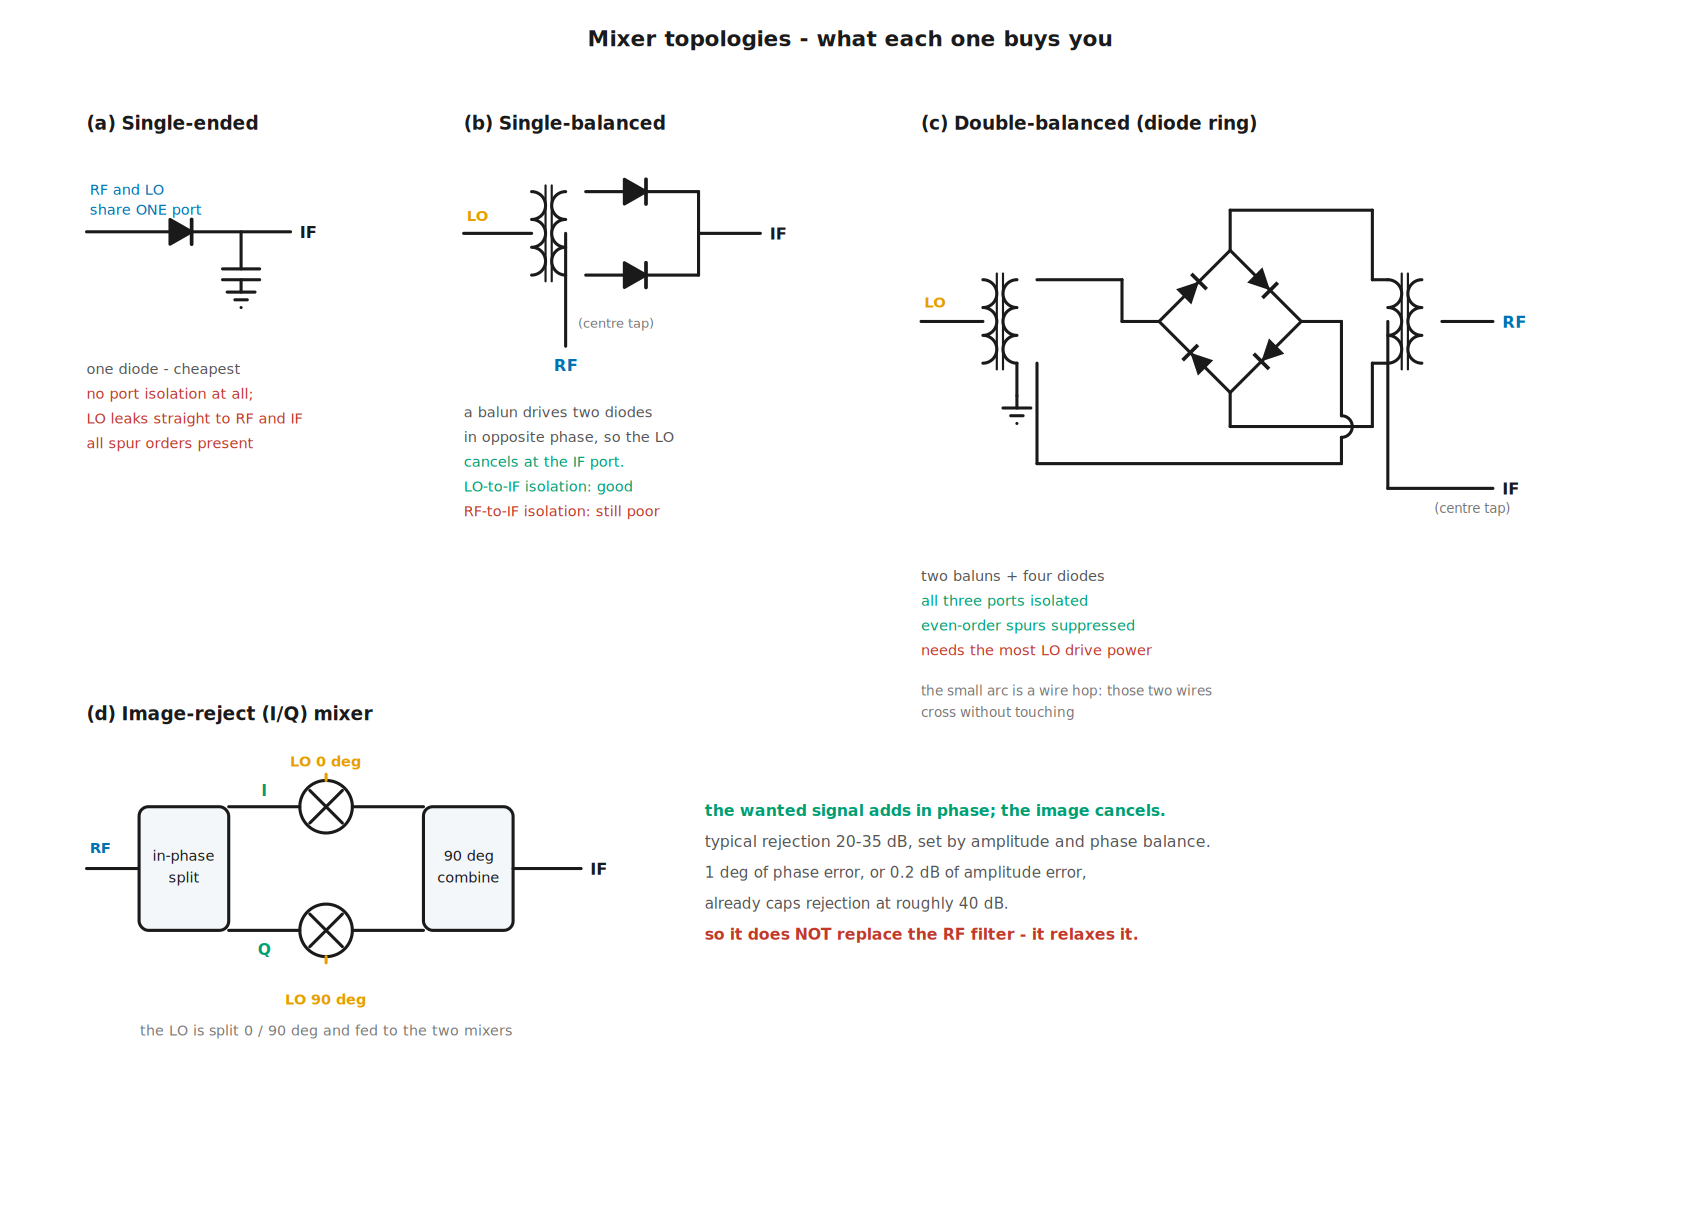 Mixer topologies - what each one buys you
(a) Single-ended
RF and LO
share ONE port
IF
one diode - cheapest
no port isolation at all;
LO leaks straight to RF and IF
all spur orders present
(b) Single-balanced
LO
IF
(centre tap)
RF
a balun drives two diodes
in opposite phase, so the LO
cancels at the IF port.
LO-to-IF isolation: good
RF-to-IF isolation: still poor
(c) Double-balanced (diode ring)
LO
RF
IF
(centre tap)
two baluns + four diodes
all three ports isolated
even-order spurs suppressed
needs the most LO drive power
the small arc is a wire hop: those two wires
cross without touching
(d) Image-reject (I/Q) mixer
LO 0 deg
I
RF
in-phase
split
90 deg
combine
IF
Q
LO 90 deg
the LO is split 0 / 90 deg and fed to the two mixers
the wanted signal adds in phase; the image cancels.
typical rejection 20-35 dB, set by amplitude and phase balance.
1 deg of phase error, or 0.2 dB of amplitude error,
already caps rejection at roughly 40 dB.
so it does NOT replace the RF filter - it relaxes it.